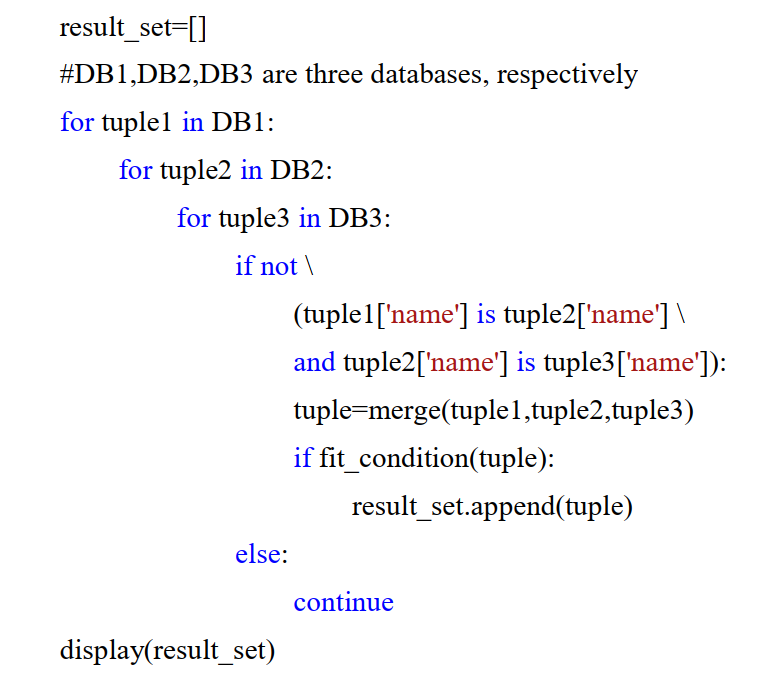 result_set=[]
#DB1,DB2,DB3 are three databases, respectively
for tuple1 in DB1:
for tuple2 in DB2:
for tuple3 in DB3:
if not \
(tuple1['name'] is tuple2['name'] \
and tuple2['name'] is tuple3['name']):
tuple=merge(tuple1,tuple2,tuple3)
if fit_condition(tuple):
result_set.append(tuple)
else:
continue
display(result_set)